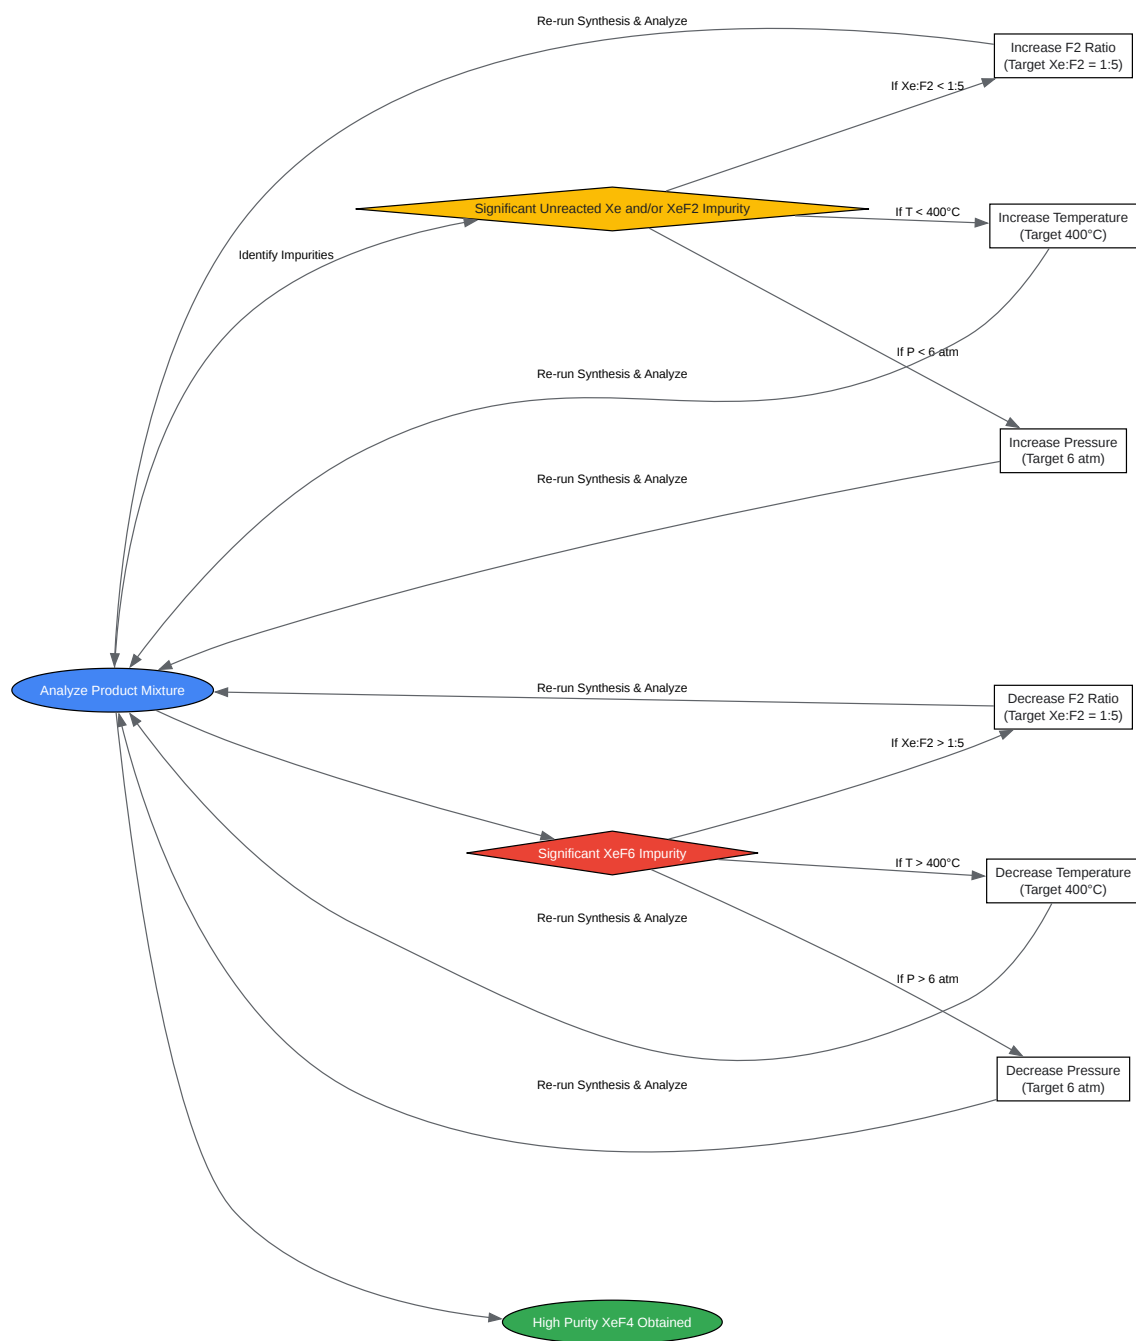 Re-run Synthesis & Analyze
Increase F2 Ratio
(Target Xe:F2 = 1:5)
If Xe:F2 < 1:5
Significant Unreacted Xe and/or XeF2 Impurity
If T < 400°C
Increase Temperature
(Target 400°C)
Identify Impurities
If P < 6 atm
Re-run Synthesis & Analyze
Increase Pressure
(Target 6 atm)
Re-run Synthesis & Analyze
Analyze Product Mixture
Re-run Synthesis & Analyze
Decrease F2 Ratio
(Target Xe:F2 = 1:5)
If Xe:F2 > 1:5
Significant XeF6 Impurity
If T > 400°C
Decrease Temperature
(Target 400°C)
Re-run Synthesis & Analyze
If P > 6 atm
Decrease Pressure
(Target 6 atm)
Re-run Synthesis & Analyze
High Purity XeF4 Obtained